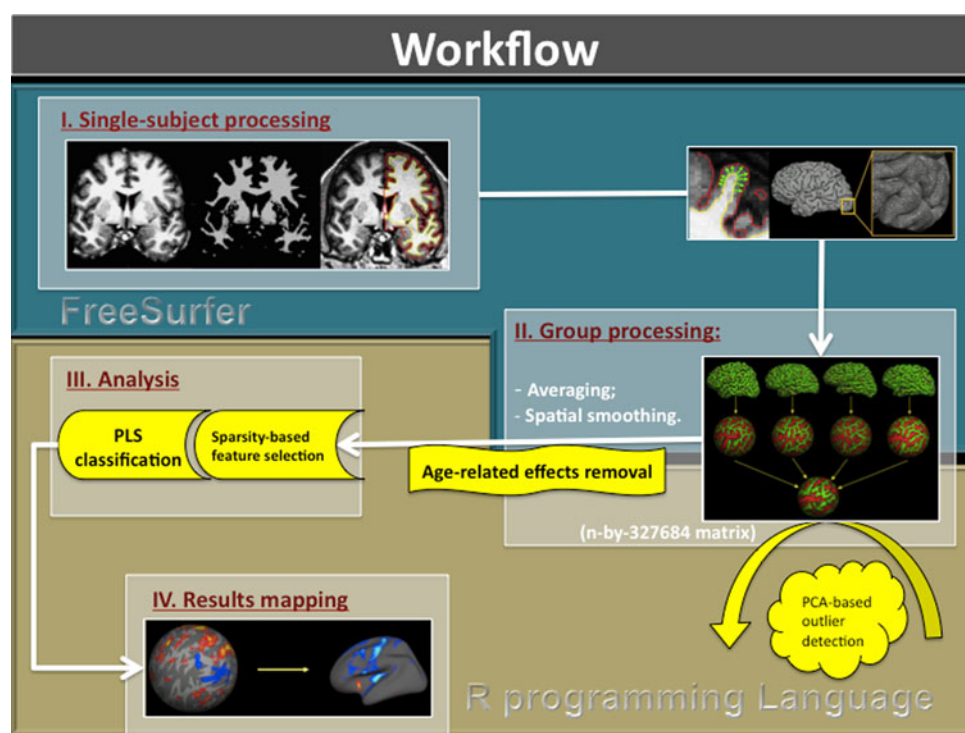 Workflow
I. Single-subject processing
FreeSurfer
II. Group processing:
- Averaging;
- Spatial smoothing.
(n-by-327684 matrix)
Age-related effects removal
PCA-based
outlier
detection
III. Analysis
PLS
classification
Sparsity-based
feature selection
IV. Results mapping
R programming Language